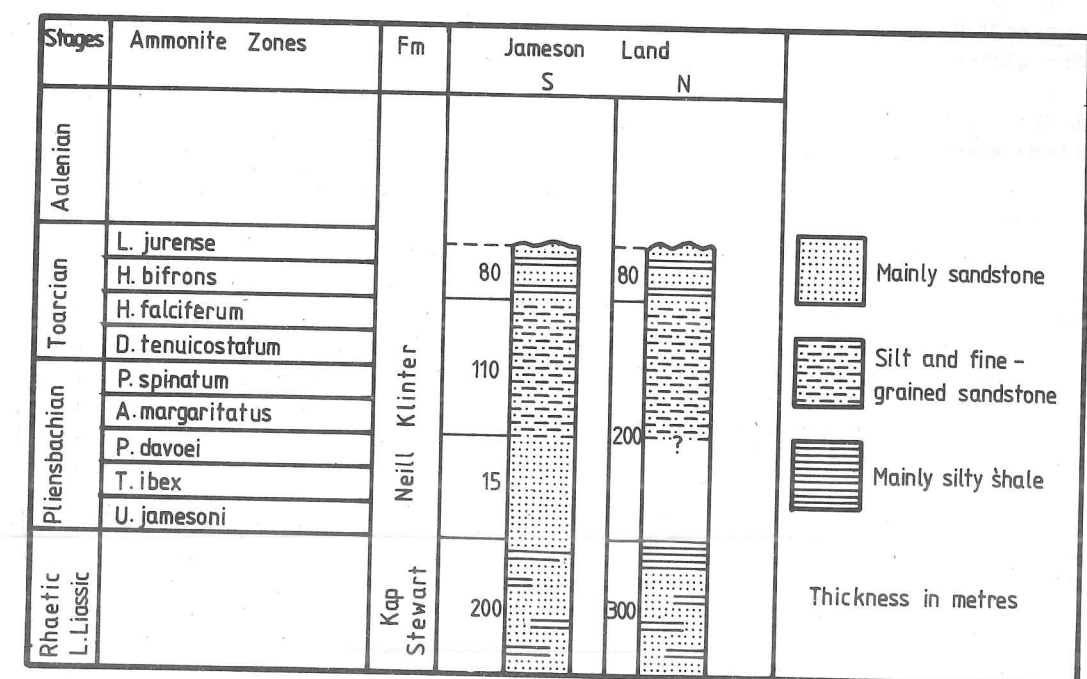 Stages
Ammonite Zones
Fm
Jameson Land
S
N
Aalenian
Toarcian
L. jurense
H. bifrons
H. falciferum
D. tenuicostatum
Pliensbachian
P. spinatum
A. margaritatus
P. davoei
T. ibex
U. jamesoni
Rhaetic
L. Liassic
Neill Klinter
Kap
Stewart
80
110
15
200
80
200
?
300
Mainly sandstone
Silt and fine-
grained sandstone
Mainly silty shale
Thickness in metres